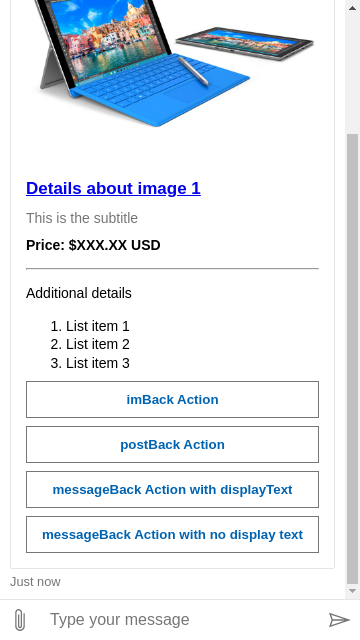 Details about image 1
This is the subtitle
Price: $XXX.XX USD
Additional details
1. List item 1
2. List item 2
3. List item 3
imBack Action
postBack Action
messageBack Action with displayText
messageBack Action with no display text
Just now
Type your message